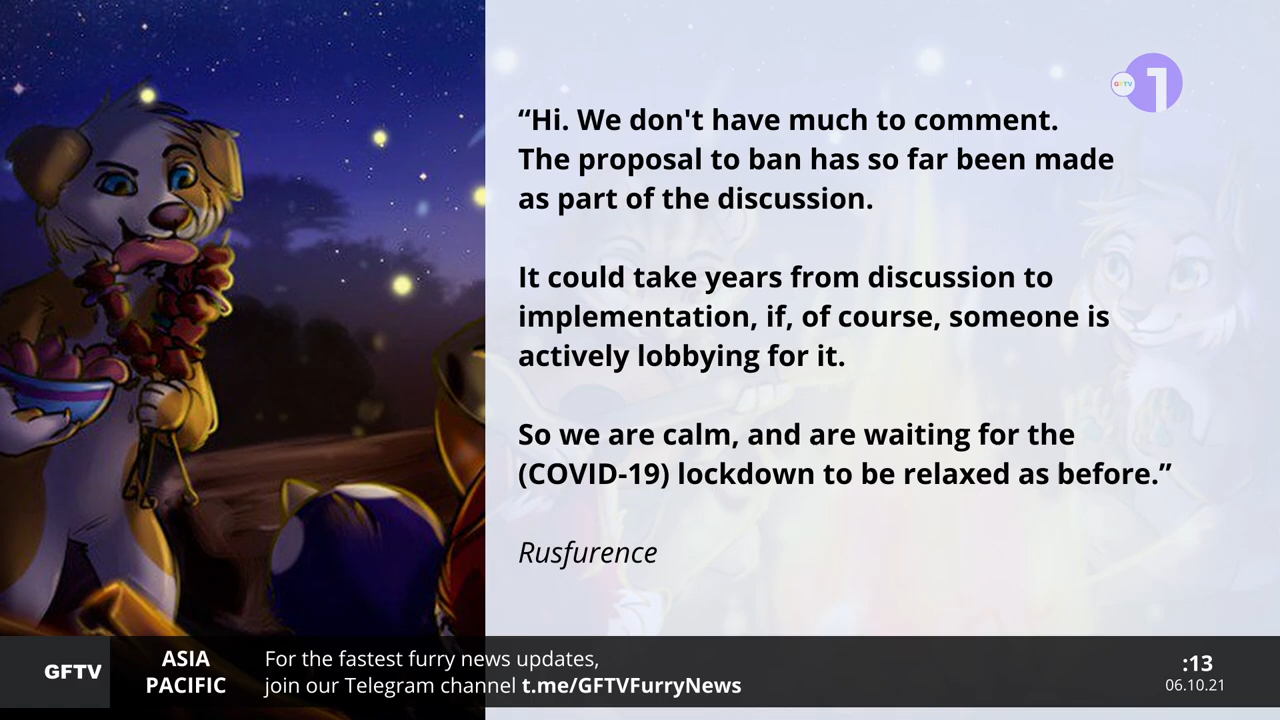 GFTV
1
“Hi. We don't have much to comment.
The proposal to ban has so far been made
as part of the discussion.
It could take years from discussion to
implementation, if, of course, someone is
actively lobbying for it.
So we are calm, and are waiting for the
(COVID-19) lockdown to be relaxed as before.”
Rusfurence
GFTV
ASIA
PACIFIC
For the fastest furry news updates,
join our Telegram channel t.me/GFTVFurryNews
:13
06.10.21